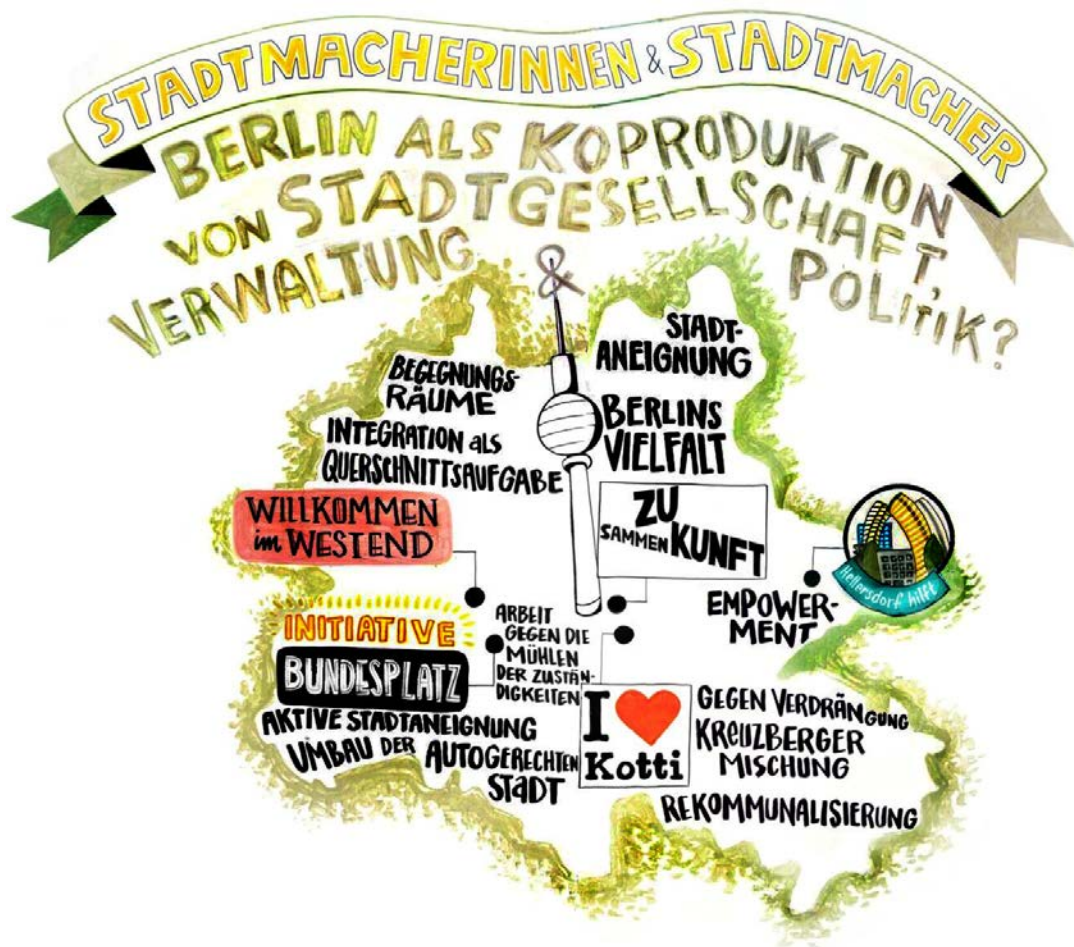 STADTMACHERINNEN & STADTMACHER
BERLIN ALS KOPRODUKTION
VON STADTGESELLSCHAFT,
VERWALTUNG & POLITIK?
BEGEGNUNGS-
RÄUME
INTEGRATION als
QUERSCHNITTSAUFGABE
WILLKOMMEN
im WESTEND
STADT-
ANEIGNUNG
BERLINS
VIELFALT
ZU
SAMMEN KUNFT
Hellersdorf hilft
EMPOWER-
MENT
INITIATIVE
BUNDESPLATZ
AKTIVE STADTANEIGNUNG
UMBAU DER AUTOGERECHTEN
STADT
ARBEIT
GEGEN DIE
MÜHLEN
DER ZUSTÄN-
DIGKEITEN
I ❤
Kotti
GEGEN VERDRÄNGUNG
KREUZBERGER
MISCHUNG
REKOMMUNALISIERUNG